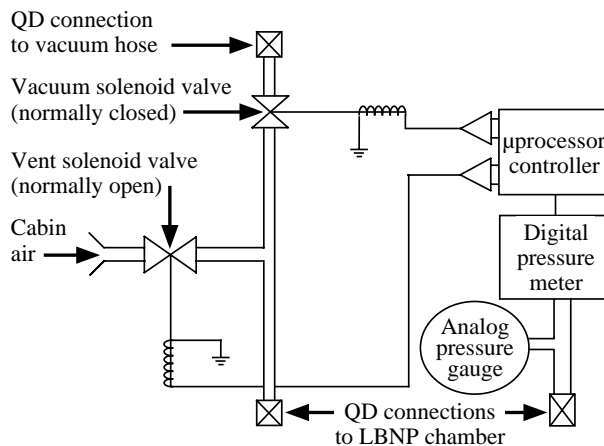 QD connection
to vacuum hose
Vacuum solenoid valve
(normally closed)
Vent solenoid valve
(normally open)
Cabin
air
µprocessor
controller
Digital
pressure
meter
Analog
pressure
gauge
QD connections
to LBNP chamber